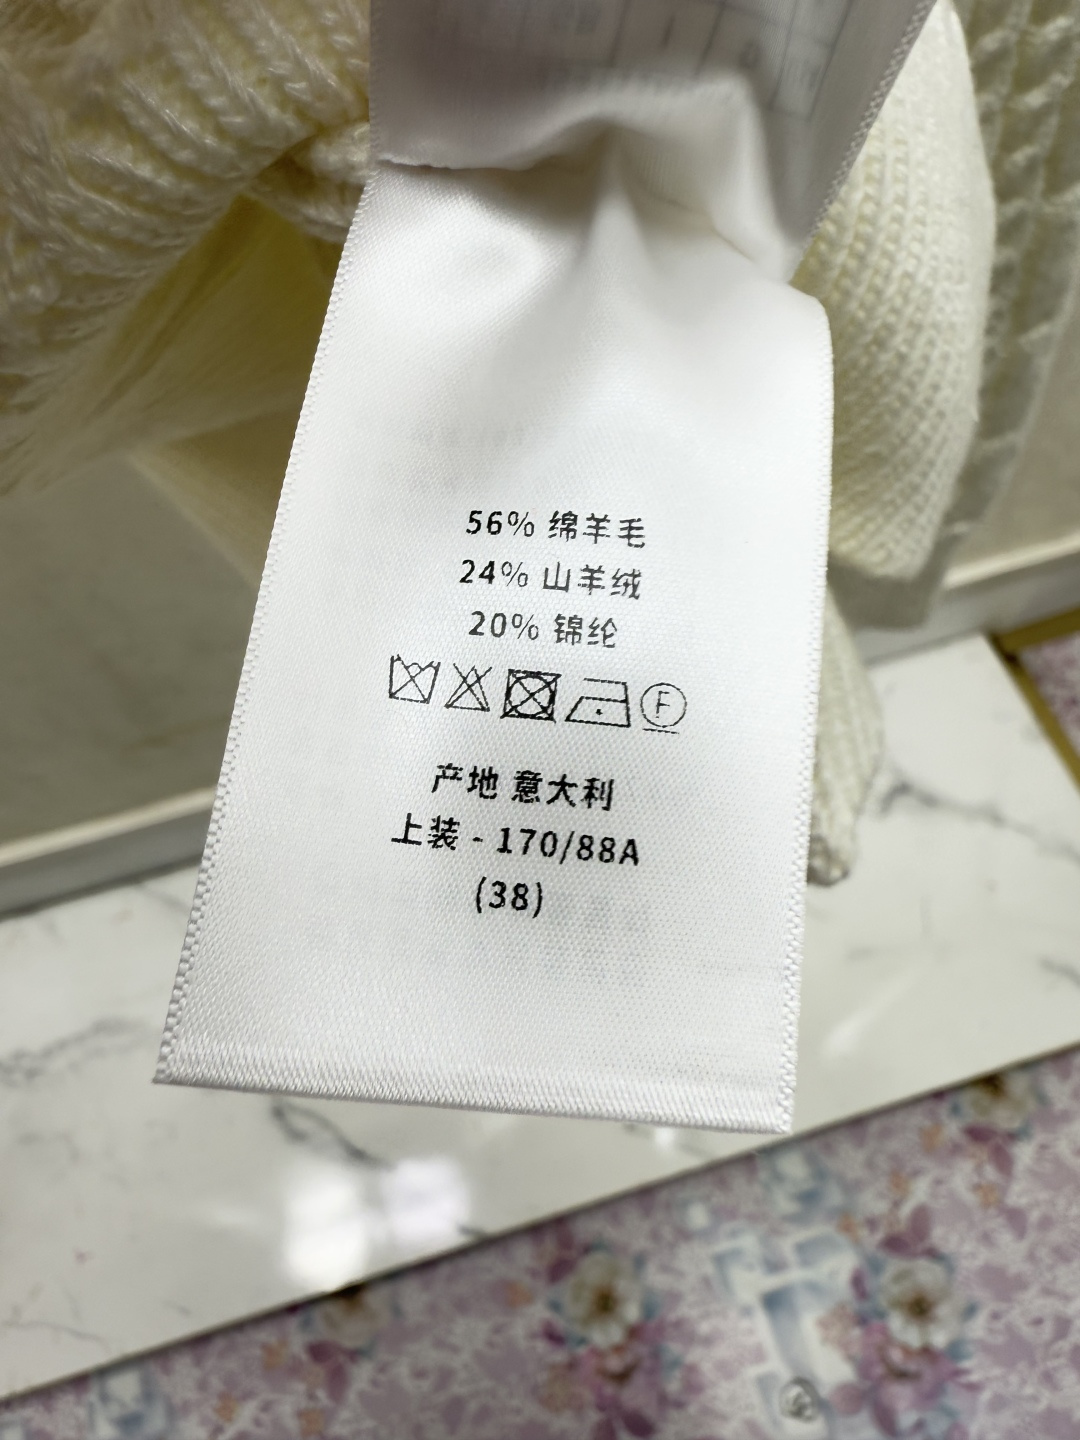 56% 绵羊毛
24% 山羊绒
20% 锦纶
F
产地 意大利
上装 - 170/88A
(38)